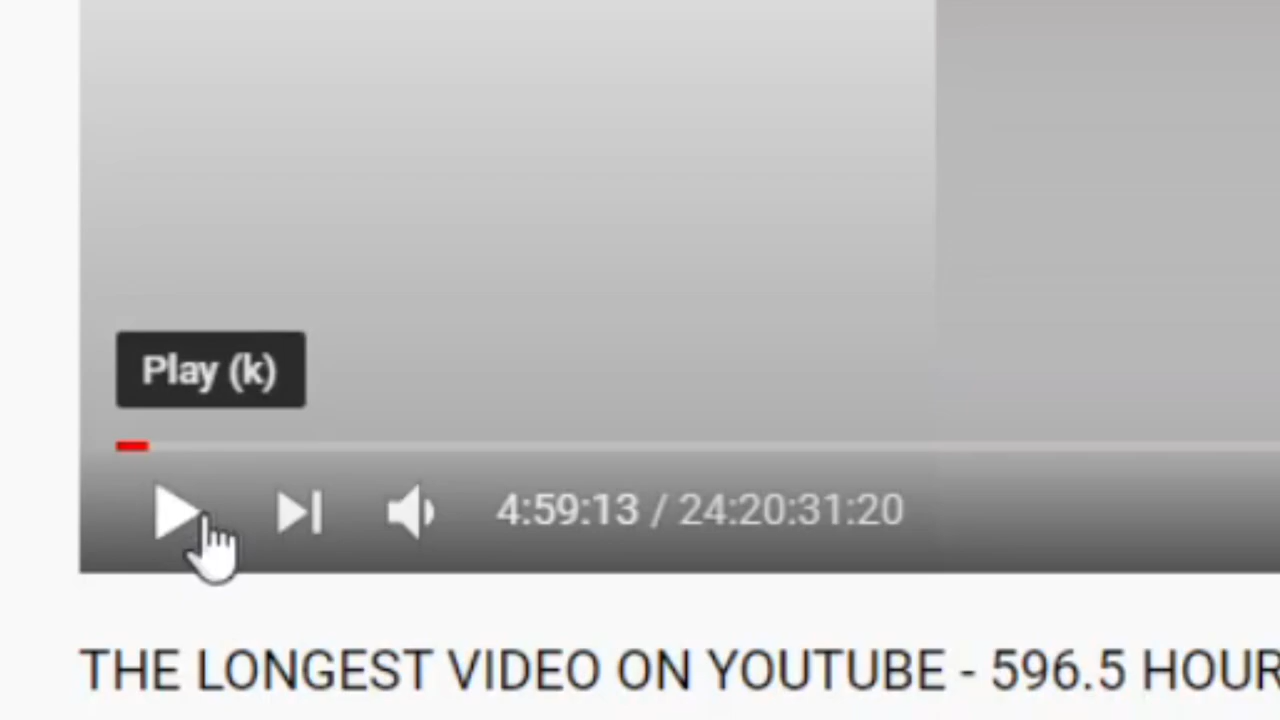 Play (k)
4:59:13 / 24:20:31:20
THE LONGEST VIDEO ON YOUTUBE - 596.5 HOUR